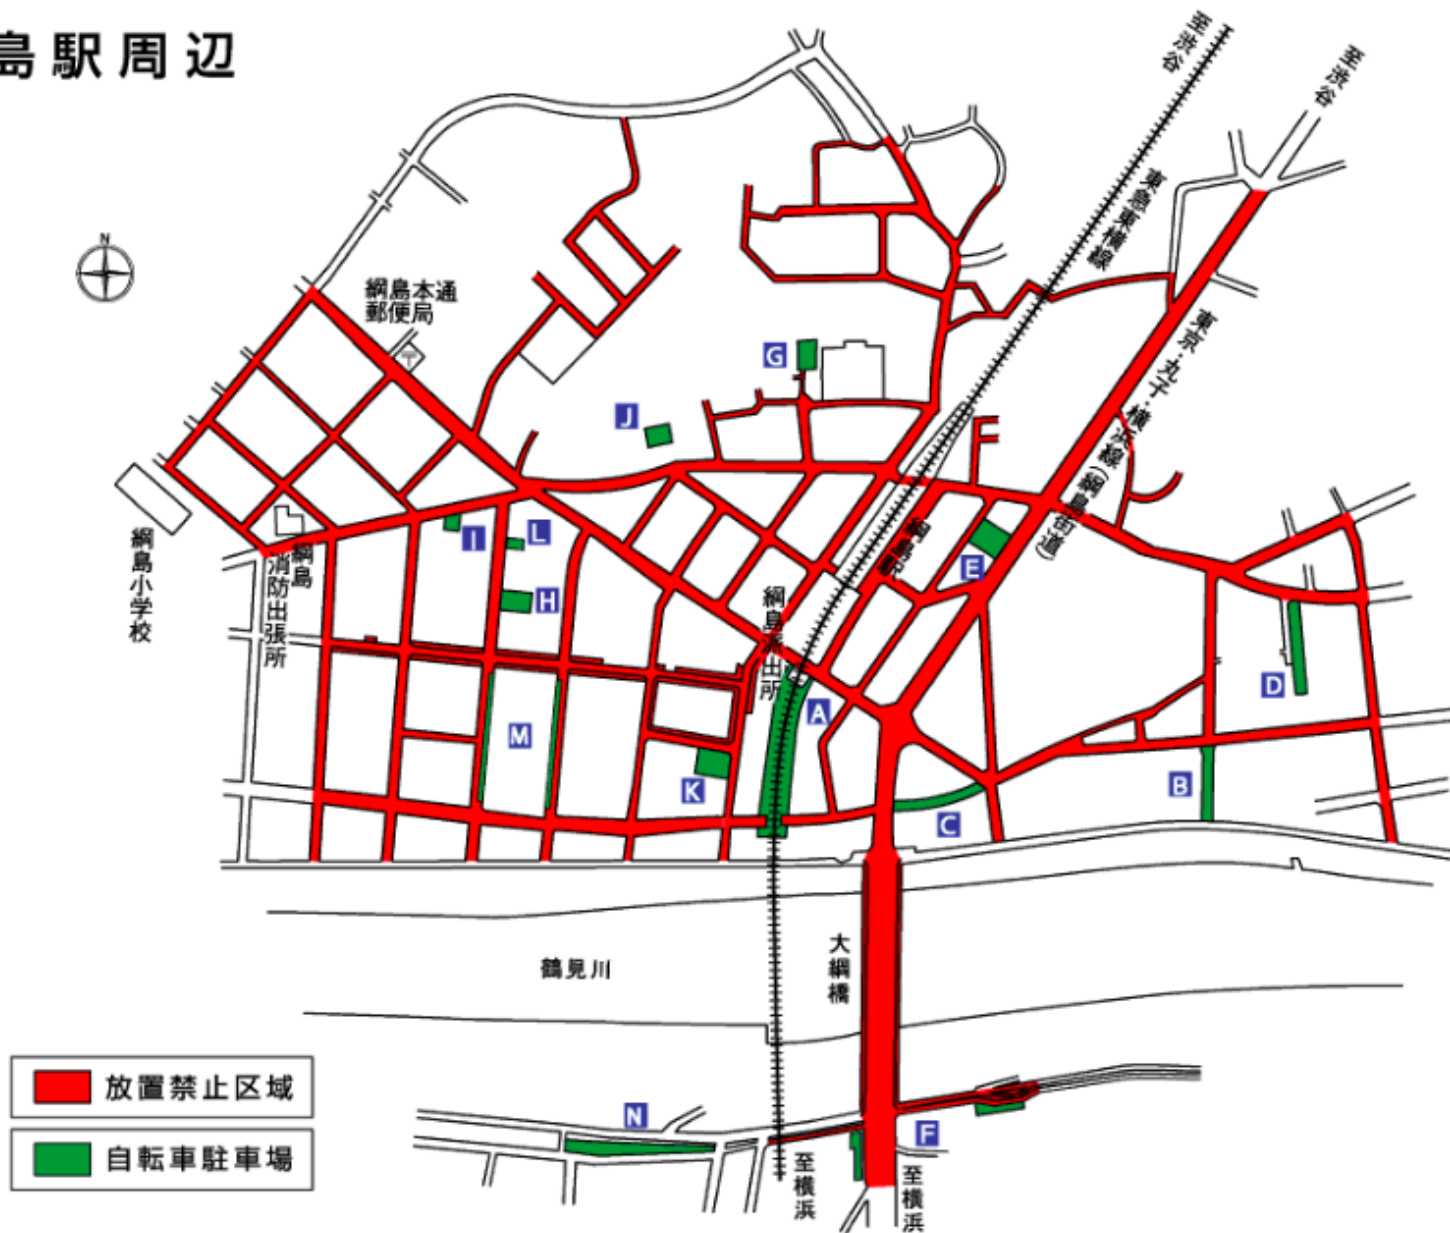 島駅周辺
至渋谷
至渋谷
東急東横線
N
綱島本通
郵便局
東京・丸子・横浜線(綱島街道)
G
J
綱島駅
綱島小学校
綱島
消防出張所
I
L
H
E
綱島派出所
D
A
M
K
B
C
鶴見川
大綱橋
放置禁止区域
自転車駐車場
N
F
至横浜
至横浜